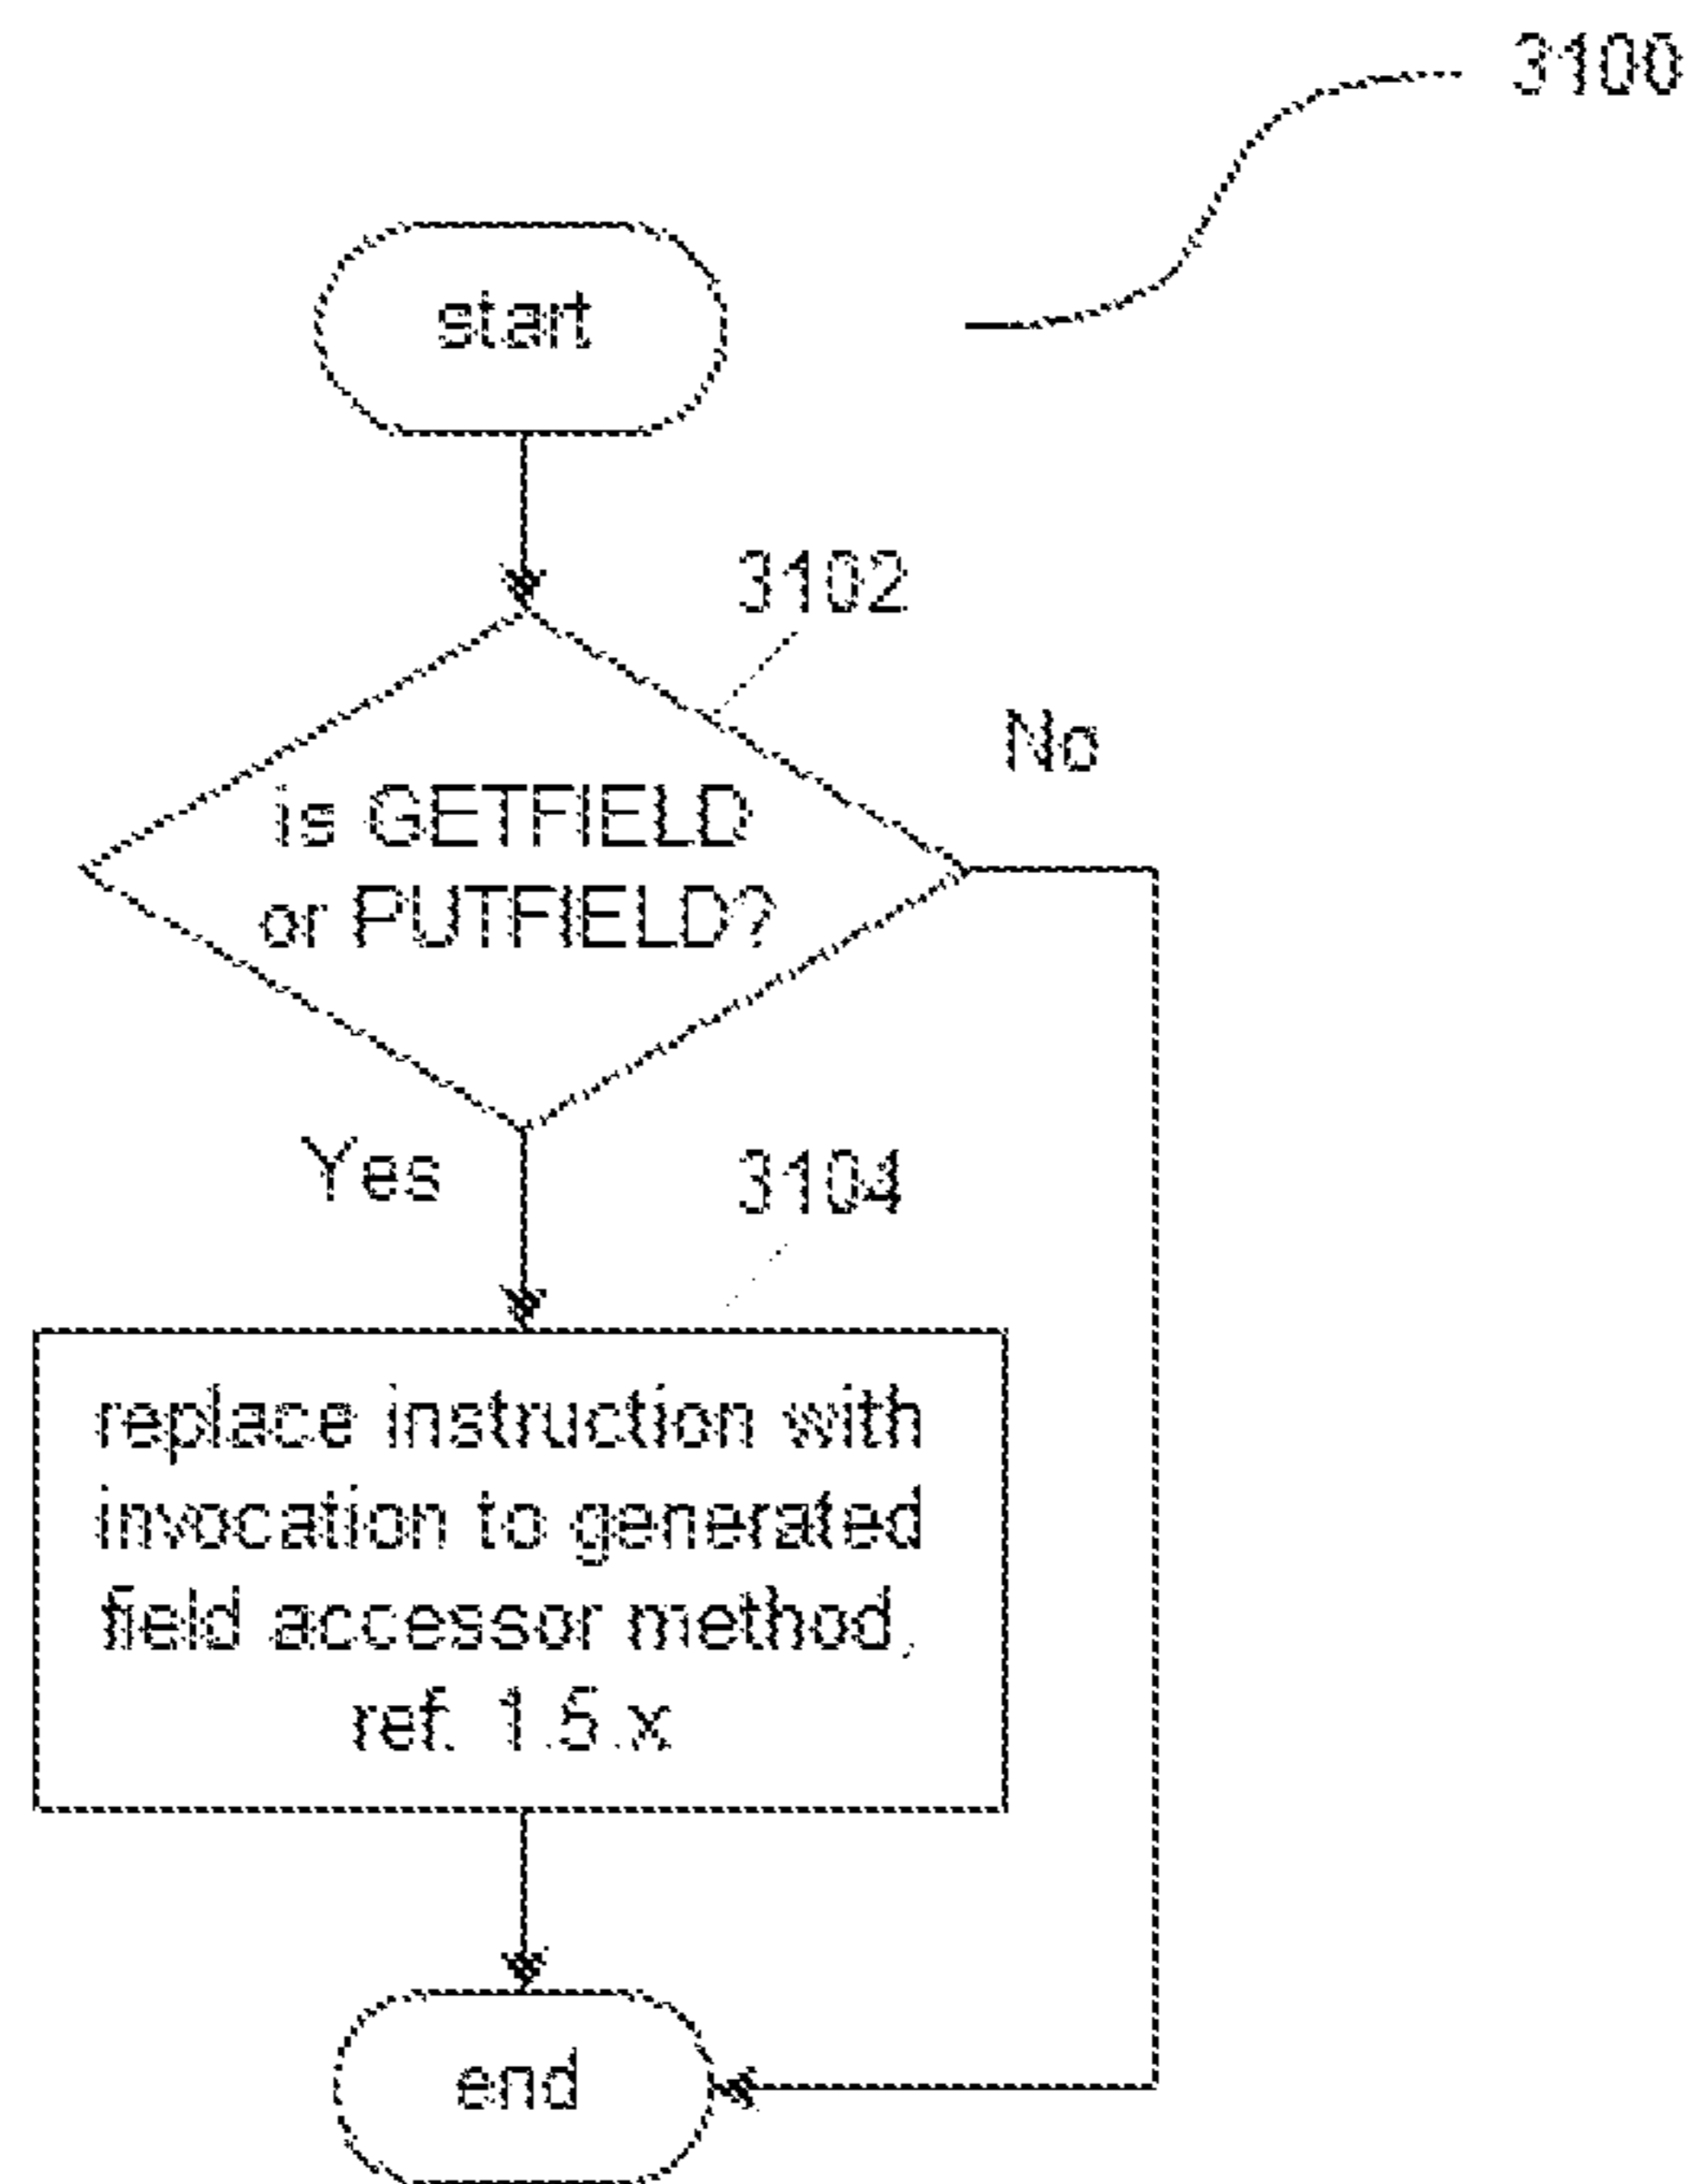 3100
start
3102
No
is GETFIELD
or PUTFIELD?
Yes
3104
replace instruction with
invocation to generated
field accessor method,
ref. 1.5.x
end